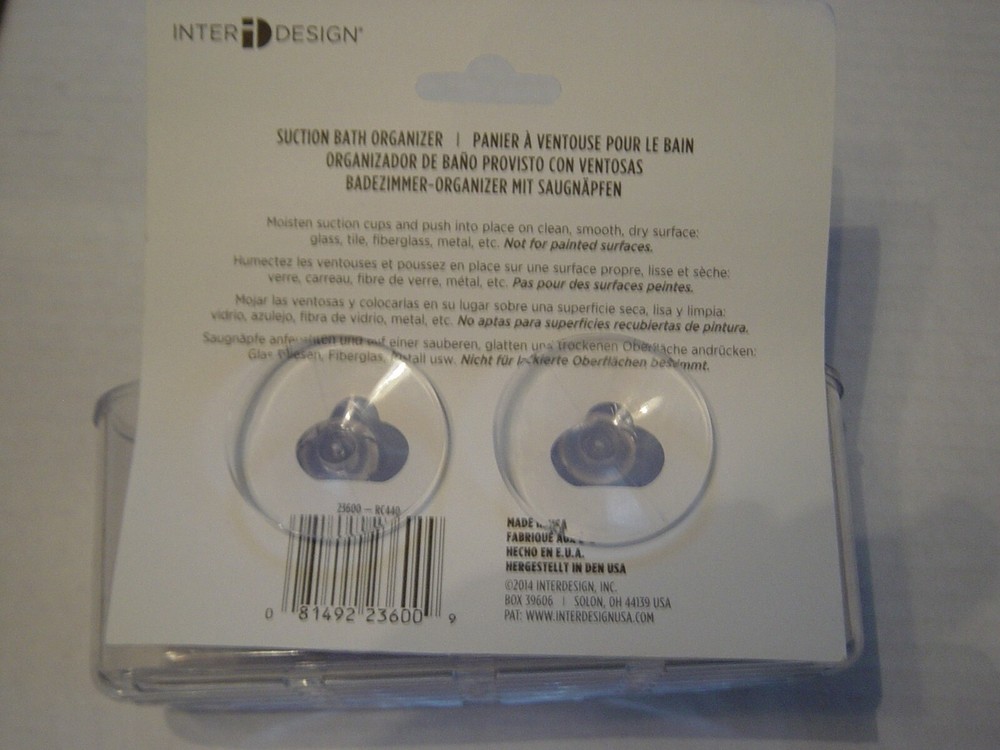 INTER DESIGN®
SUCTION BATH ORGANIZER | PANIER À VENTOUSE POUR LE BAIN
ORGANIZADOR DE BAÑO PROVISTO CON VENTOSAS
BADEZIMMER-ORGANIZER MIT SAUGNÄPFEN
Moisten suction cups and push into place on clean, smooth, dry surface:
glass, tile, fiberglass, metal, etc. Not for painted surfaces.
Humectez les ventouses et poussez en place sur une surface propre, lisse et sèche:
verre, carreau, fibre de verre, métal, etc. Pas pour des surfaces peintes.
Mojar las ventosas y colocarlas en su lugar sobre una superficie seca, lisa y limpia:
vidrio, azulejo, fibra de vidrio, metal, etc. No aptas para superficies recubiertas de pintura.
Saugnäpfe und auf einer sauberen, glatten und trockenen Oberfläche andrücken:
Fiberglas, usw. Nicht für Oberflächen bestimmt.
23600 - RC440
0 81492 23600 9
MADE
FABRIQUÉ AUX
HECHO EN E.U.A.
HERGESTELLT IN DEN USA
©2014 INTERDESIGN, INC.
BOX 39606 | SOLON, OH 44139 USA
PAT: WWW.INTERDESIGNUSA.COM